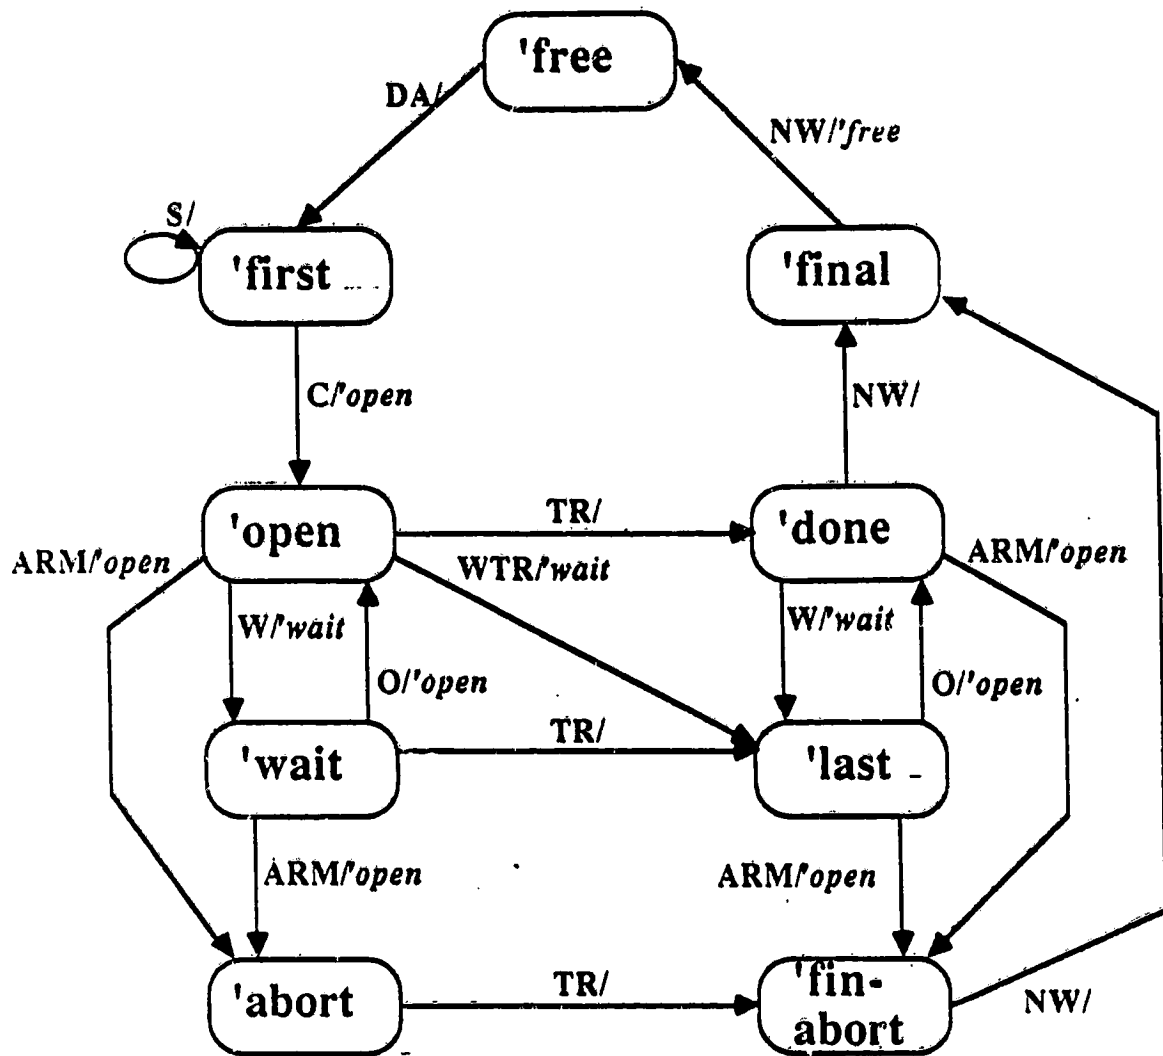 'free
DA/
NW/'free
S/
'first
'final
C/'open
NW/
'open
TR/
'done
ARM/'open
WTR/'wait
ARM/'open
W/'wait
W/'wait
O/'open
O/'open
TR/
'wait
'last
ARM/'open
ARM/'open
'abort
TR/
'fin-
abort
NW/